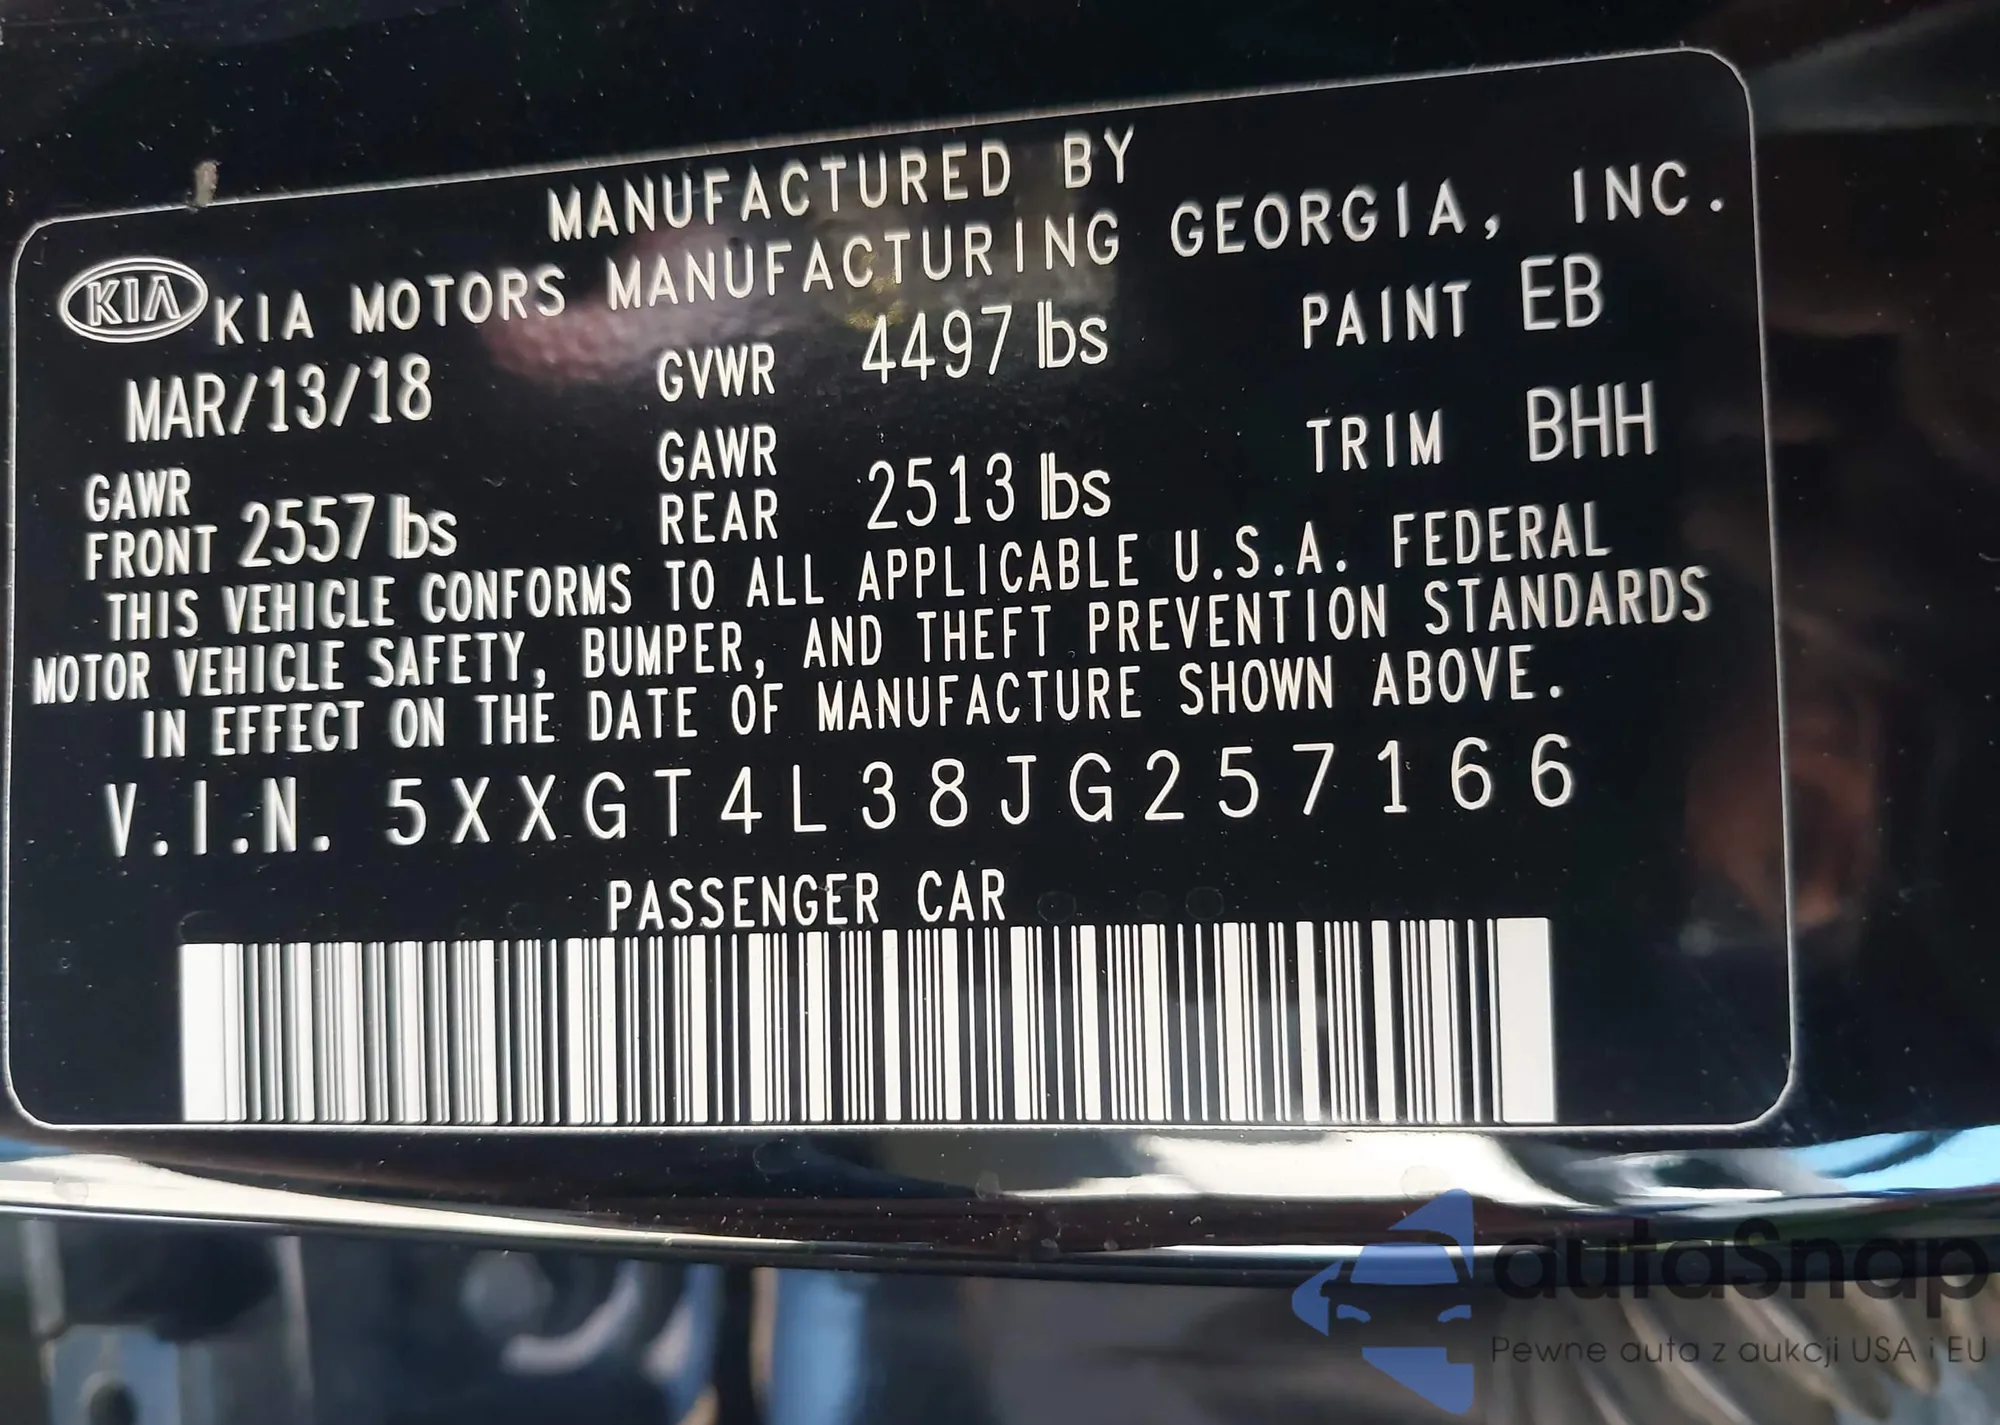 MANUFACTURED BY
KIA KIA MOTORS MANUFACTURING GEORGIA, INC.
MAR/13/18 GVWR 4497 lbs PAINT EB
GAWR FRONT 2557 lbs GAWR REAR 2513 lbs TRIM BHH
THIS VEHICLE CONFORMS TO ALL APPLICABLE U.S.A. FEDERAL
MOTOR VEHICLE SAFETY, BUMPER, AND THEFT PREVENTION STANDARDS
IN EFFECT ON THE DATE OF MANUFACTURE SHOWN ABOVE.
V.I.N. 5XXGT4L38JG257166
PASSENGER CAR
autaSnap
Pewne auta z aukcji USA i EU